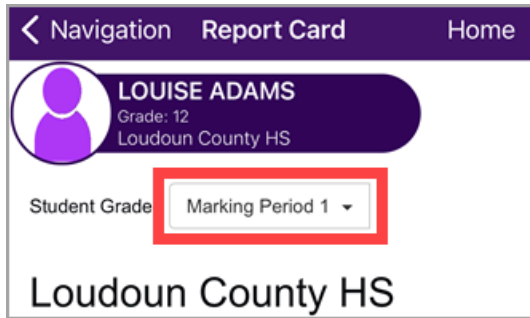 Navigation Report Card Home
LOUISE ADAMS
Grade: 12
Loudoun County HS
Student Grade Marking Period 1
Loudoun County HS